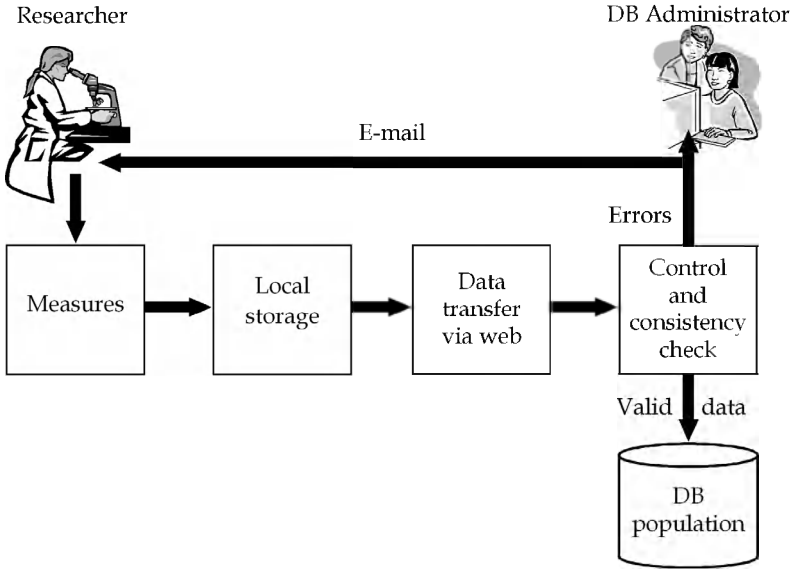 Researcher
DB Administrator
E-mail
Errors
Measures
Local
storage
Data
transfer
via web
Control
and
consistency
check
Valid data
DB
population